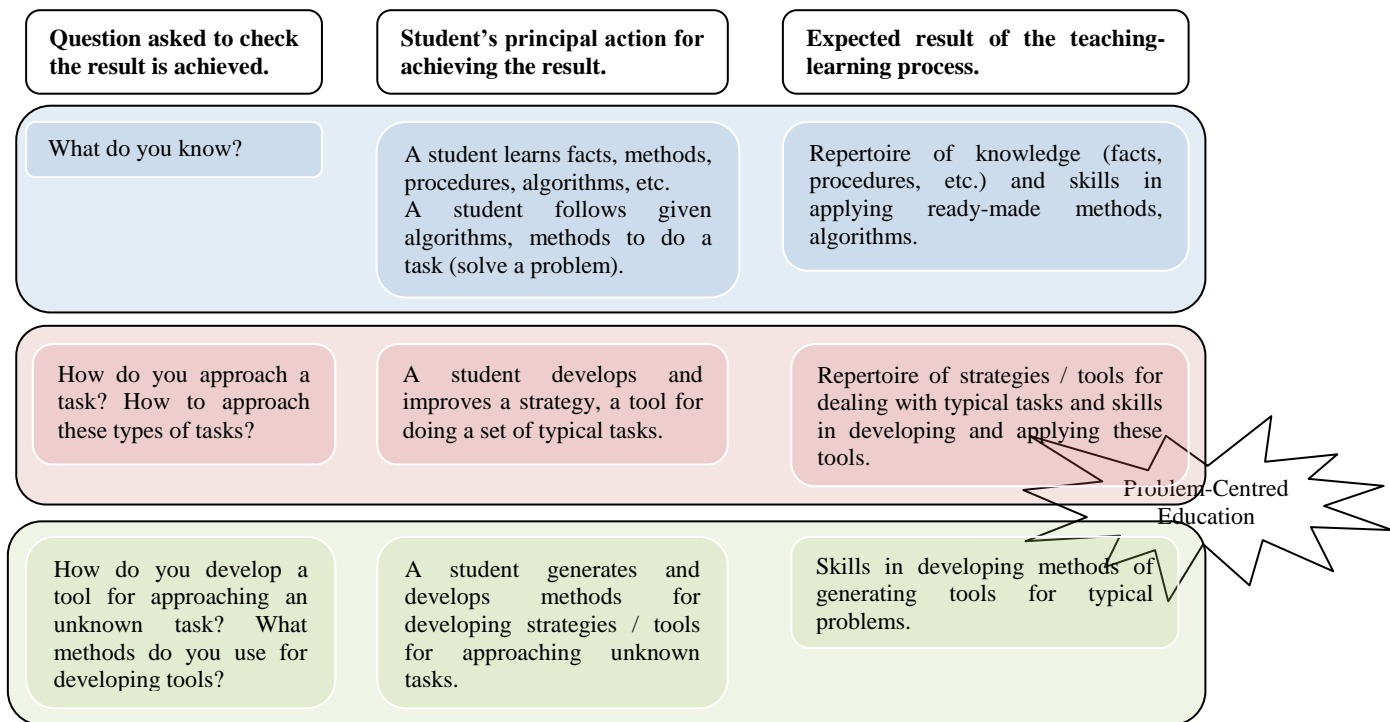 Question asked to check
the result is achieved.
Student's principal action for
achieving the result.
Expected result of the teaching-
learning process.
What do you know?
A student learns facts, methods,
procedures, algorithms, etc.
A student follows given
algorithms, methods to do a
task (solve a problem).
Repertoire of knowledge (facts,
procedures, etc.) and skills in
applying ready-made methods,
algorithms.
How do you approach a
task? How to approach
these types of tasks?
A student develops and
improves a strategy, a tool for
doing a set of typical tasks.
Repertoire of strategies / tools for
dealing with typical tasks and skills
in developing and applying these
tools.
Problem-Centred
Education
How do you develop a
tool for approaching an
unknown task? What
methods do you use for
developing tools?
A student generates and
develops methods for
developing strategies / tools
for approaching unknown
tasks.
Skills in developing methods of
generating tools for typical
problems.